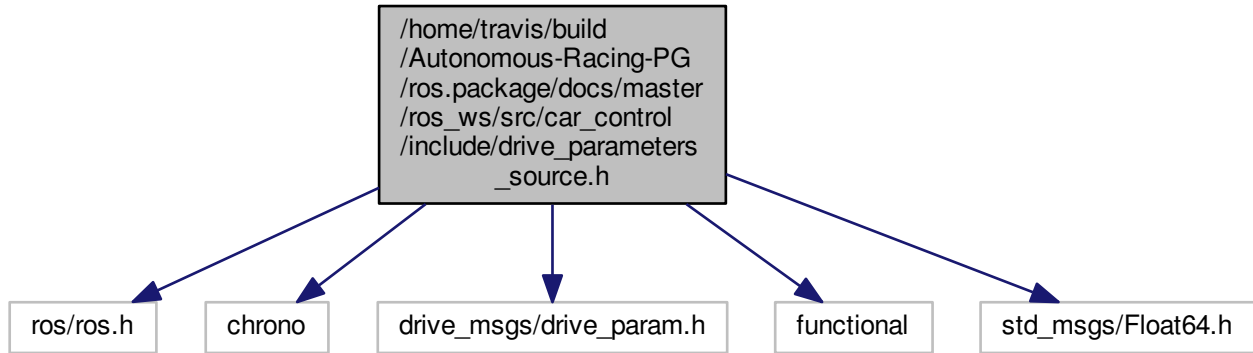 /home/travis/build
/Autonomous-Racing-PG
/ros.package/docs/master
/ros_ws/src/car_control
/include/drive_parameters
_source.h
ros/ros.h
chrono
drive_msgs/drive_param.h
functional
std_msgs/Float64.h